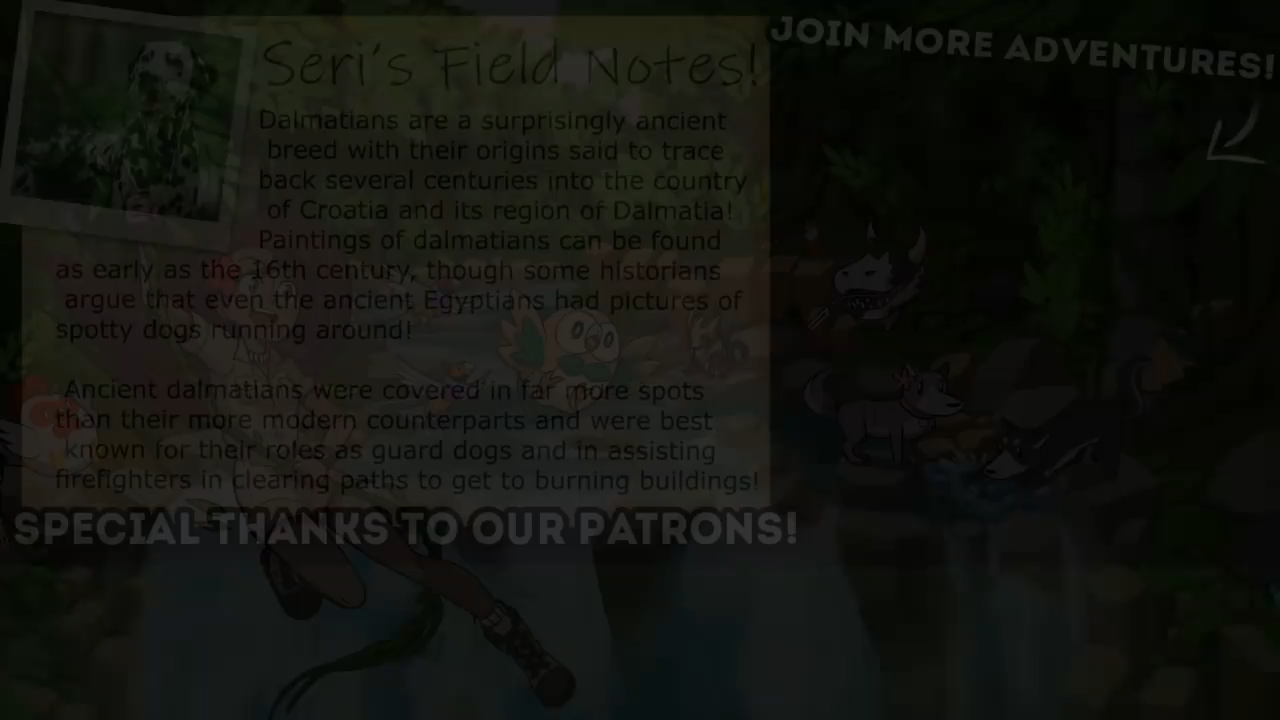 Seri's Field Notes!
JOIN MORE ADVENTURES!
Dalmatians are a surprisingly ancient
breed with their origins said to trace
back several centuries into the country
of Croatia and its region of Dalmatia!
Paintings of dalmatians can be found
as early as the 16th century, though some historians
argue that even the ancient Egyptians had pictures of
spotty dogs running around!
Ancient dalmatians were covered in far more spots
than their more modern counterparts and were best
known for their roles as guard dogs and in assisting
firefighters in clearing paths to get to burning buildings!
SPECIAL THANKS TO OUR PATRONS!